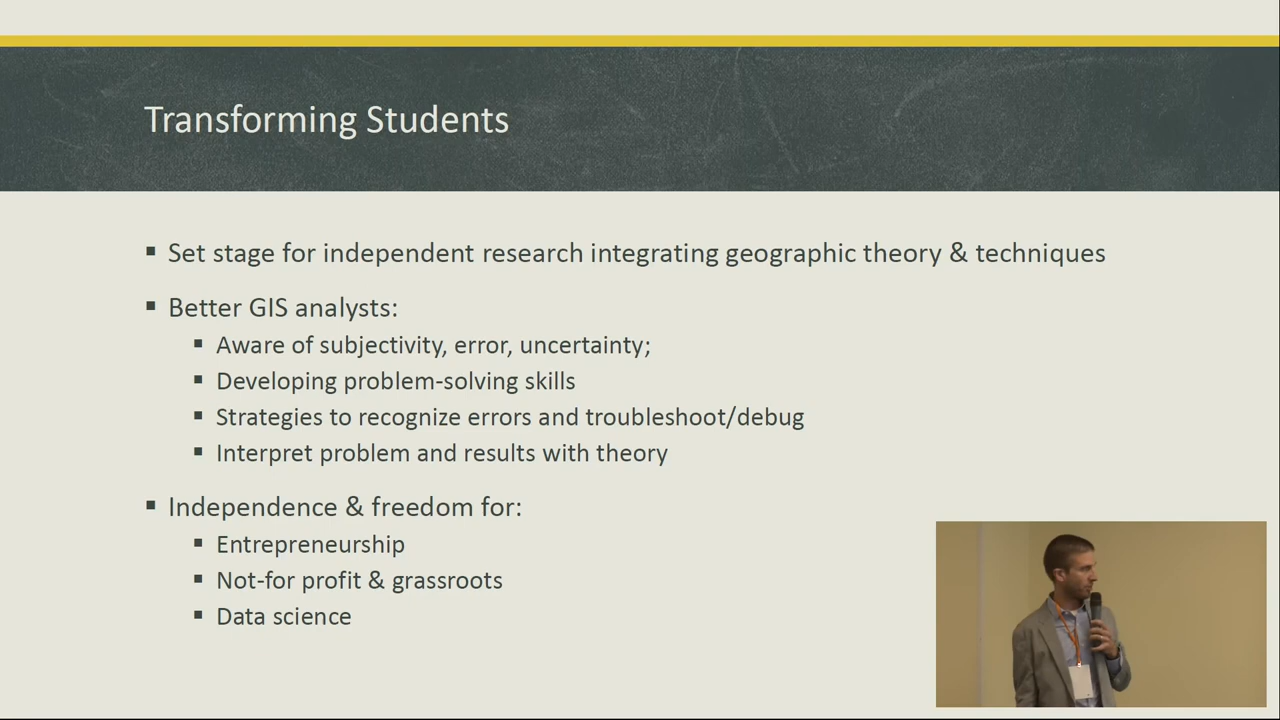 Transforming Students
Set stage for independent research integrating geographic theory & techniques
Better GIS analysts:
Aware of subjectivity, error, uncertainty;
Developing problem-solving skills
Strategies to recognize errors and troubleshoot/debug
Interpret problem and results with theory
Independence & freedom for:
Entrepreneurship
Not-for profit & grassroots
Data science